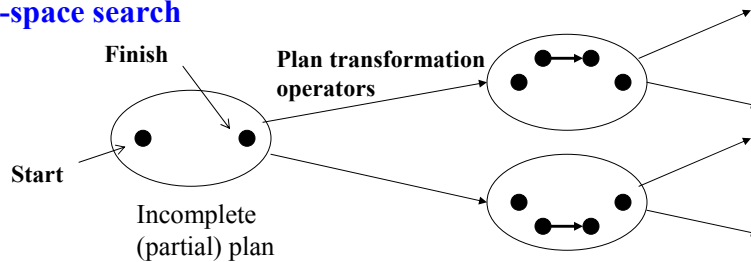 -space search
Finish
Plan transformation
operators
Start
Incomplete
(partial) plan